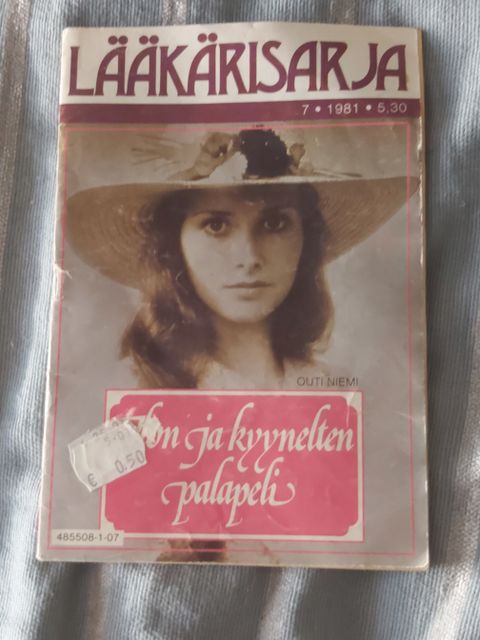 LÄÄKÄRISARJA
7 • 1981 • 5,30
OUTI NIEMI
ja kyynelten
palapeli
€ 0.50
485508-1-07